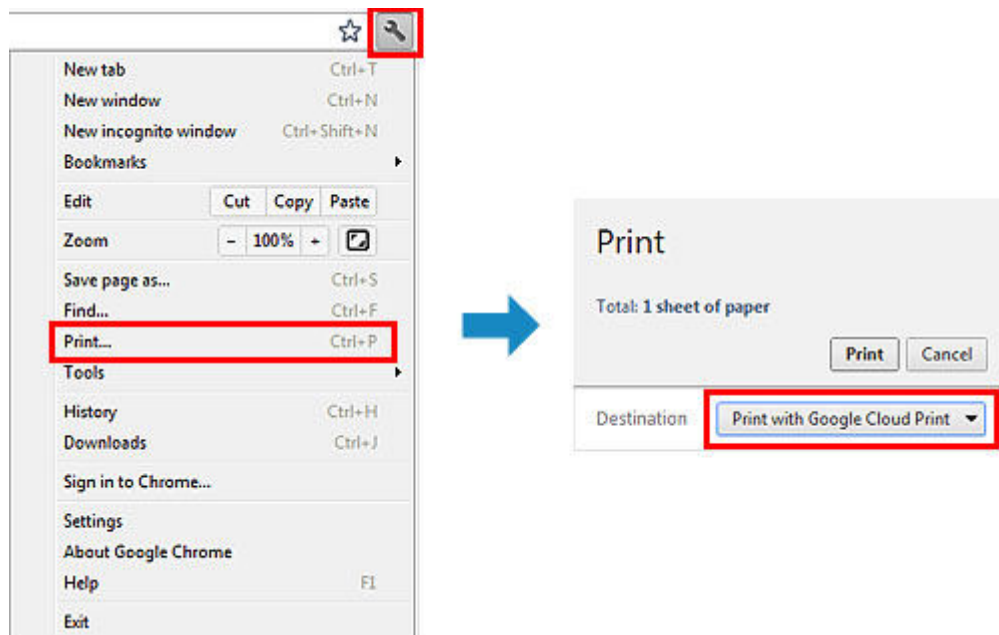 New tab Ctrl+T
New window Ctrl+N
New incognito window Ctrl+Shift+N
Bookmarks
Edit Cut Copy Paste
Zoom - 100% +
Save page as... Ctrl+S
Find... Ctrl+F
Print... Ctrl+P
Tools
History Ctrl+H
Downloads Ctrl+J
Sign in to Chrome...
Settings
About Google Chrome
Help F1
Exit
Print
Total: 1 sheet of paper
Print Cancel
Destination Print with Google Cloud Print